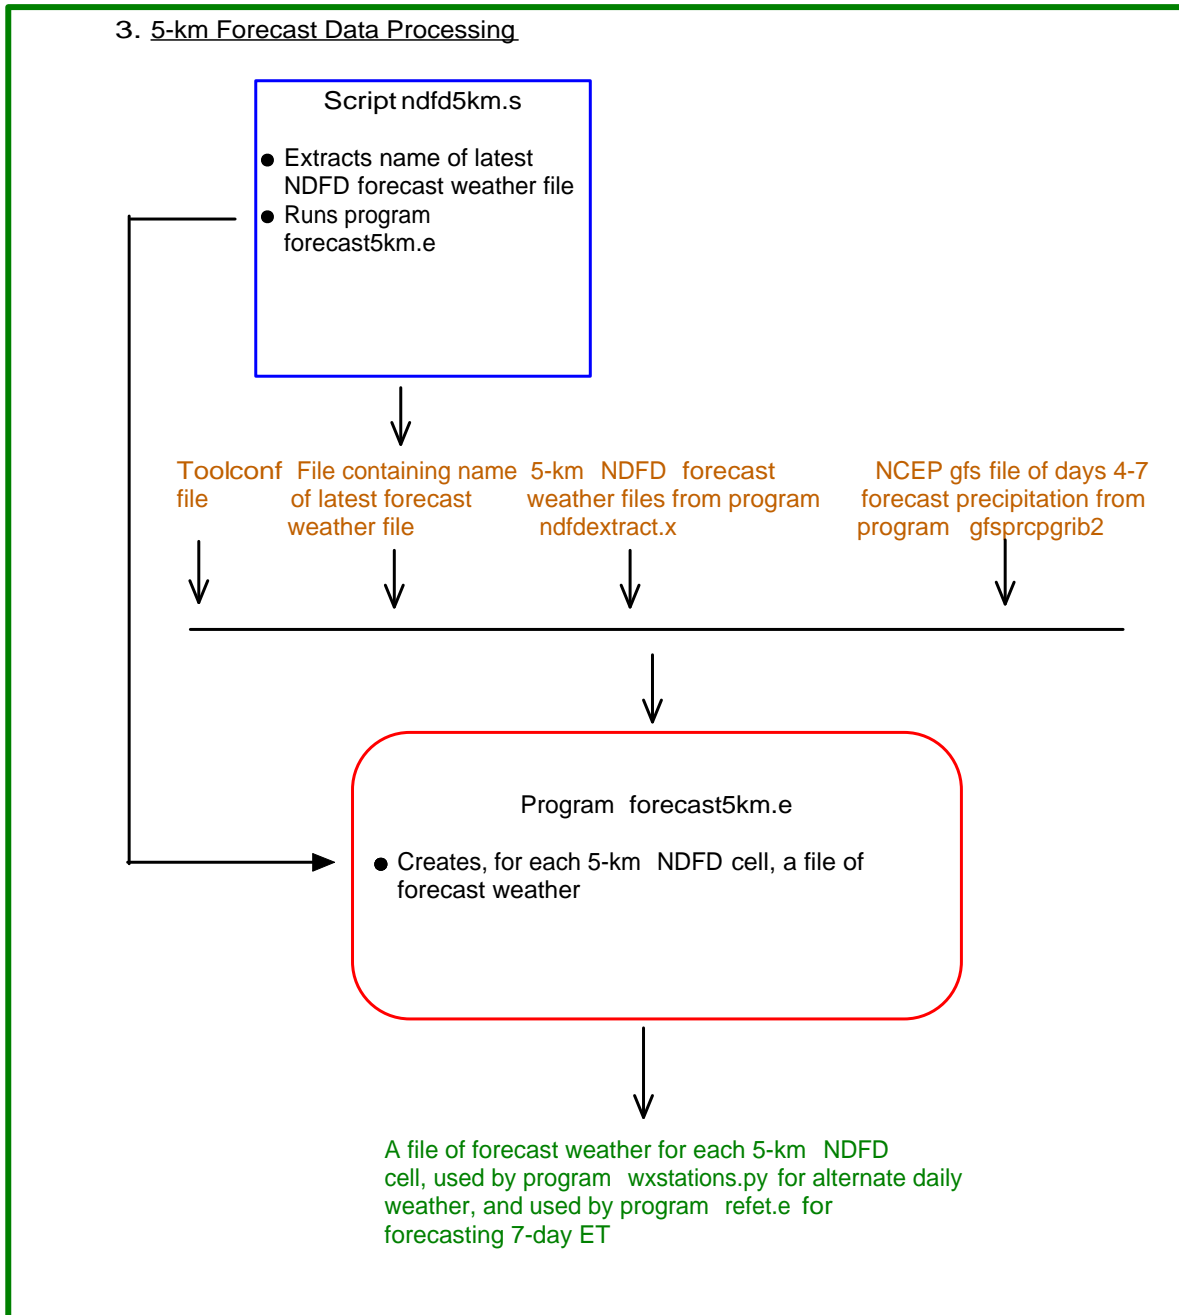 3. 5-km Forecast Data Processing
Script ndfd5km.s
● Extracts name of latest
NDFD forecast weather file
● Runs program
forecast5km.e
Toolconf
file
File containing name
of latest forecast
weather file
5-km NDFD forecast
weather files from program
ndfdextract.x
NCEP gfs file of days 4-7
forecast precipitation from
program gfsprcpgrib2
Program forecast5km.e
● Creates, for each 5-km NDFD cell, a file of
forecast weather
A file of forecast weather for each 5-km NDFD
cell, used by program wxstations.py for alternate daily
weather, and used by program refet.e for
forecasting 7-day ET